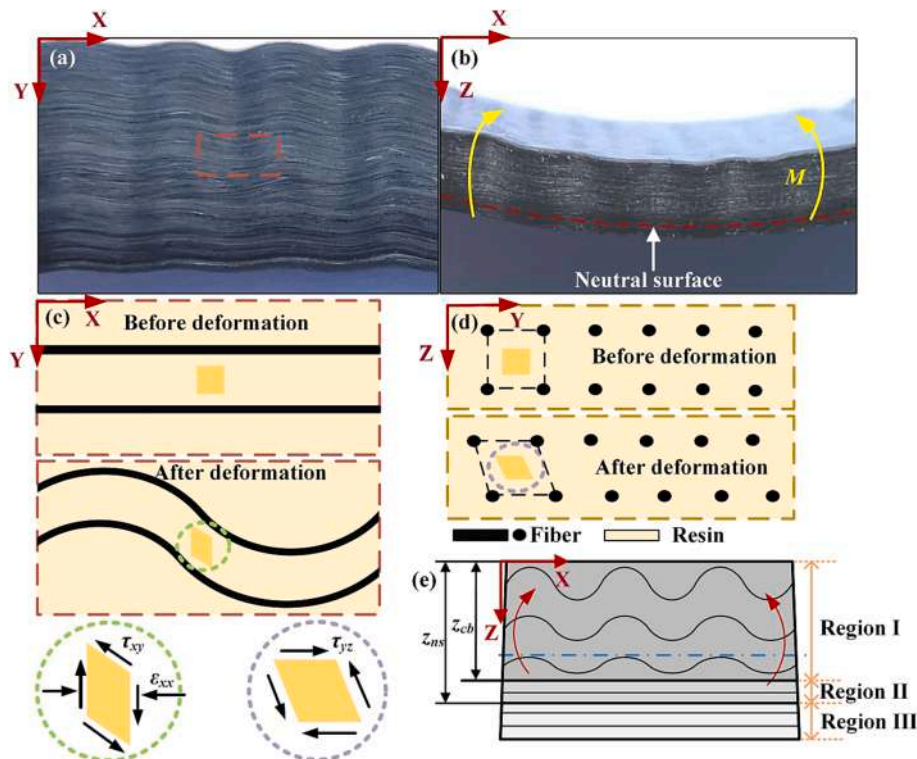 X
X
(a)
(b)
Y
Z
M
Neutral surface
(c)
X
Before deformation
Y
After deformation
(d)
Y
Z
Before deformation
After deformation
Fiber
Resin
τxy
εxx
τyz
(e)
X
Z
zns
zcb
Region I
Region II
Region III